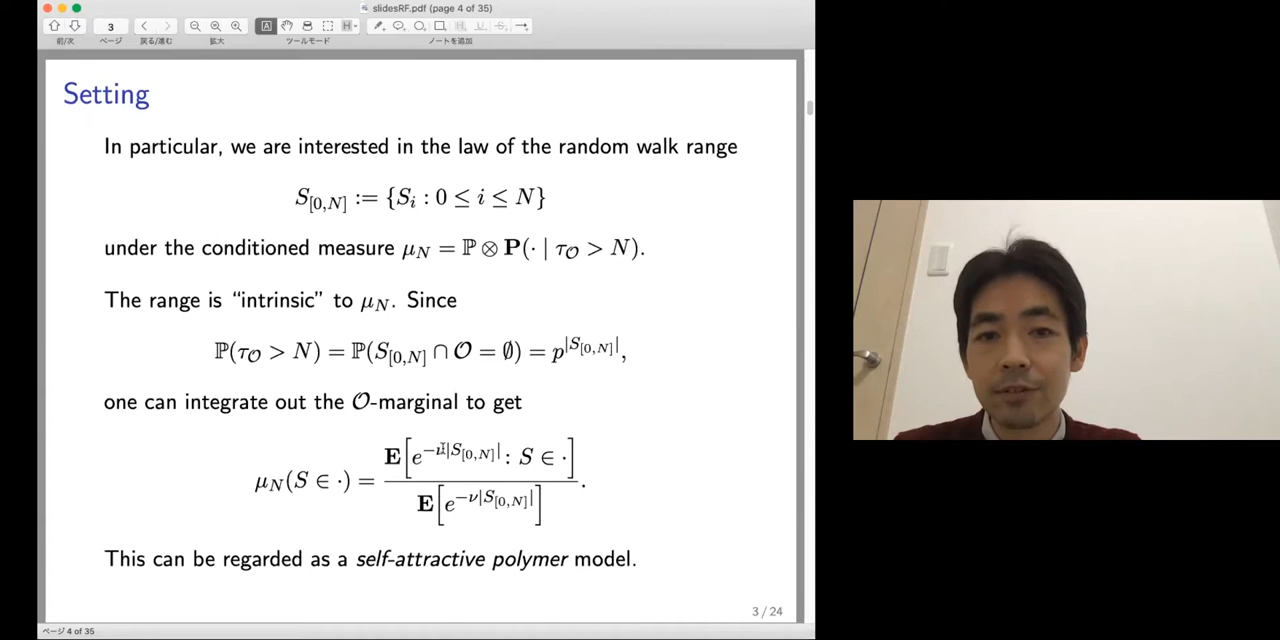 slidesRF.pdf (page 4 of 35)
3
前/次 ページ 戻る/進む 拡大 ツールモード ノートを追加
Setting
In particular, we are interested in the law of the random walk range
S_{[0,N]} := {S_i : 0 ≤ i ≤ N}
under the conditioned measure μ_N = ℙ ⊗ 𝐏(· | τ_𝒪 > N).
The range is “intrinsic” to μ_N. Since
ℙ(τ_𝒪 > N) = ℙ(S_{[0,N]} ∩ 𝒪 = ∅) = p^{|S_{[0,N]}|},
one can integrate out the 𝒪-marginal to get
μ_N(S ∈ ·) = 𝐄[e^{−ν|S_{[0,N]}|} : S ∈ ·] / 𝐄[e^{−ν|S_{[0,N]}|}].
This can be regarded as a self-attractive polymer model.
3 / 24
ページ 4 of 35